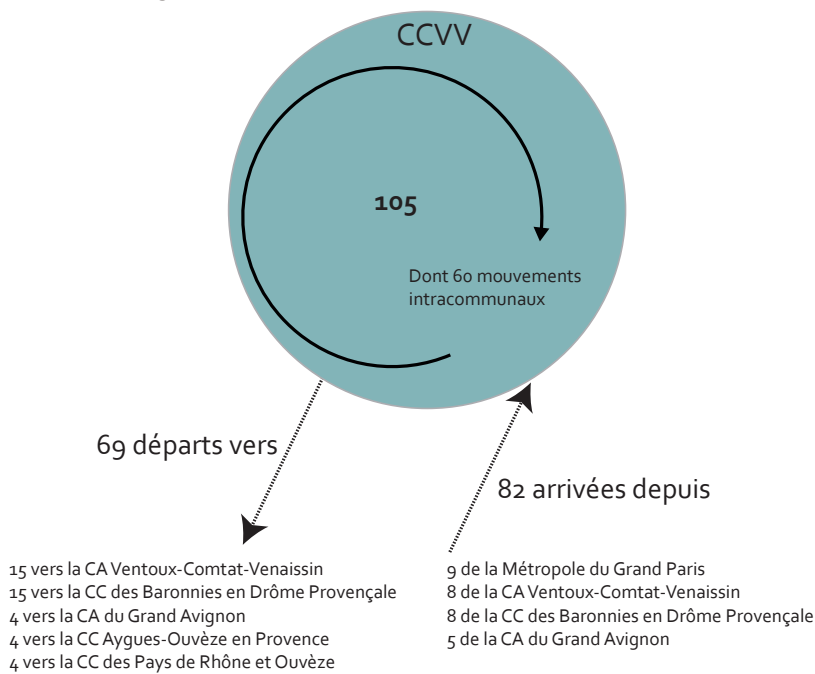 CCVV
105
Dont 60 mouvements
intracommunaux
69 départs vers
82 arrivées depuis
15 vers la CA Ventoux-Comtat-Venaissin
15 vers la CC des Baronnies en Drôme Provençale
4 vers la CA du Grand Avignon
4 vers la CC Aygues-Ouvèze en Provence
4 vers la CC des Pays de Rhône et Ouvèze
9 de la Métropole du Grand Paris
8 de la CA Ventoux-Comtat-Venaissin
8 de la CC des Baronnies en Drôme Provençale
5 de la CA du Grand Avignon